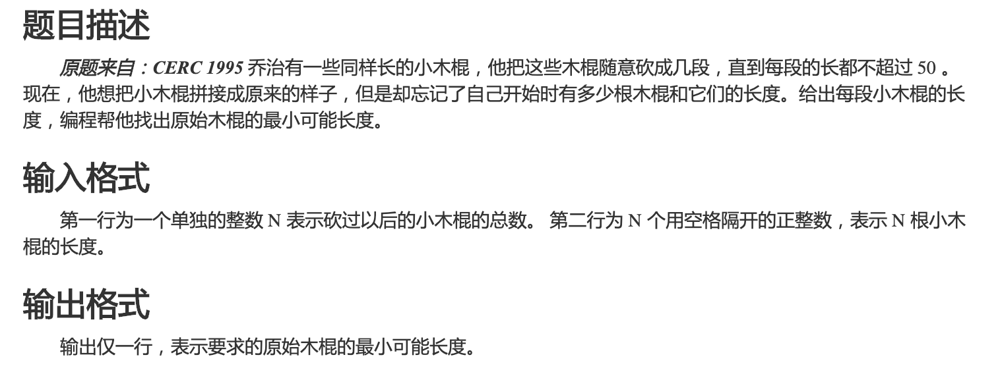 题目描述
原题来自：CERC 1995 乔治有一些同样长的小木棍，他把这些木棍随意砍成几段，直到每段的长都不超过 50 。
现在，他想把小木棍拼接成原来的样子，但是却忘记了自己开始时有多少根木棍和它们的长度。给出每段小木棍的长
度，编程帮他找出原始木棍的最小可能长度。
输入格式
第一行为一个单独的整数 N 表示砍过以后的小木棍的总数。 第二行为 N 个用空格隔开的正整数，表示 N 根小木
棍的长度。
输出格式
输出仅一行，表示要求的原始木棍的最小可能长度。